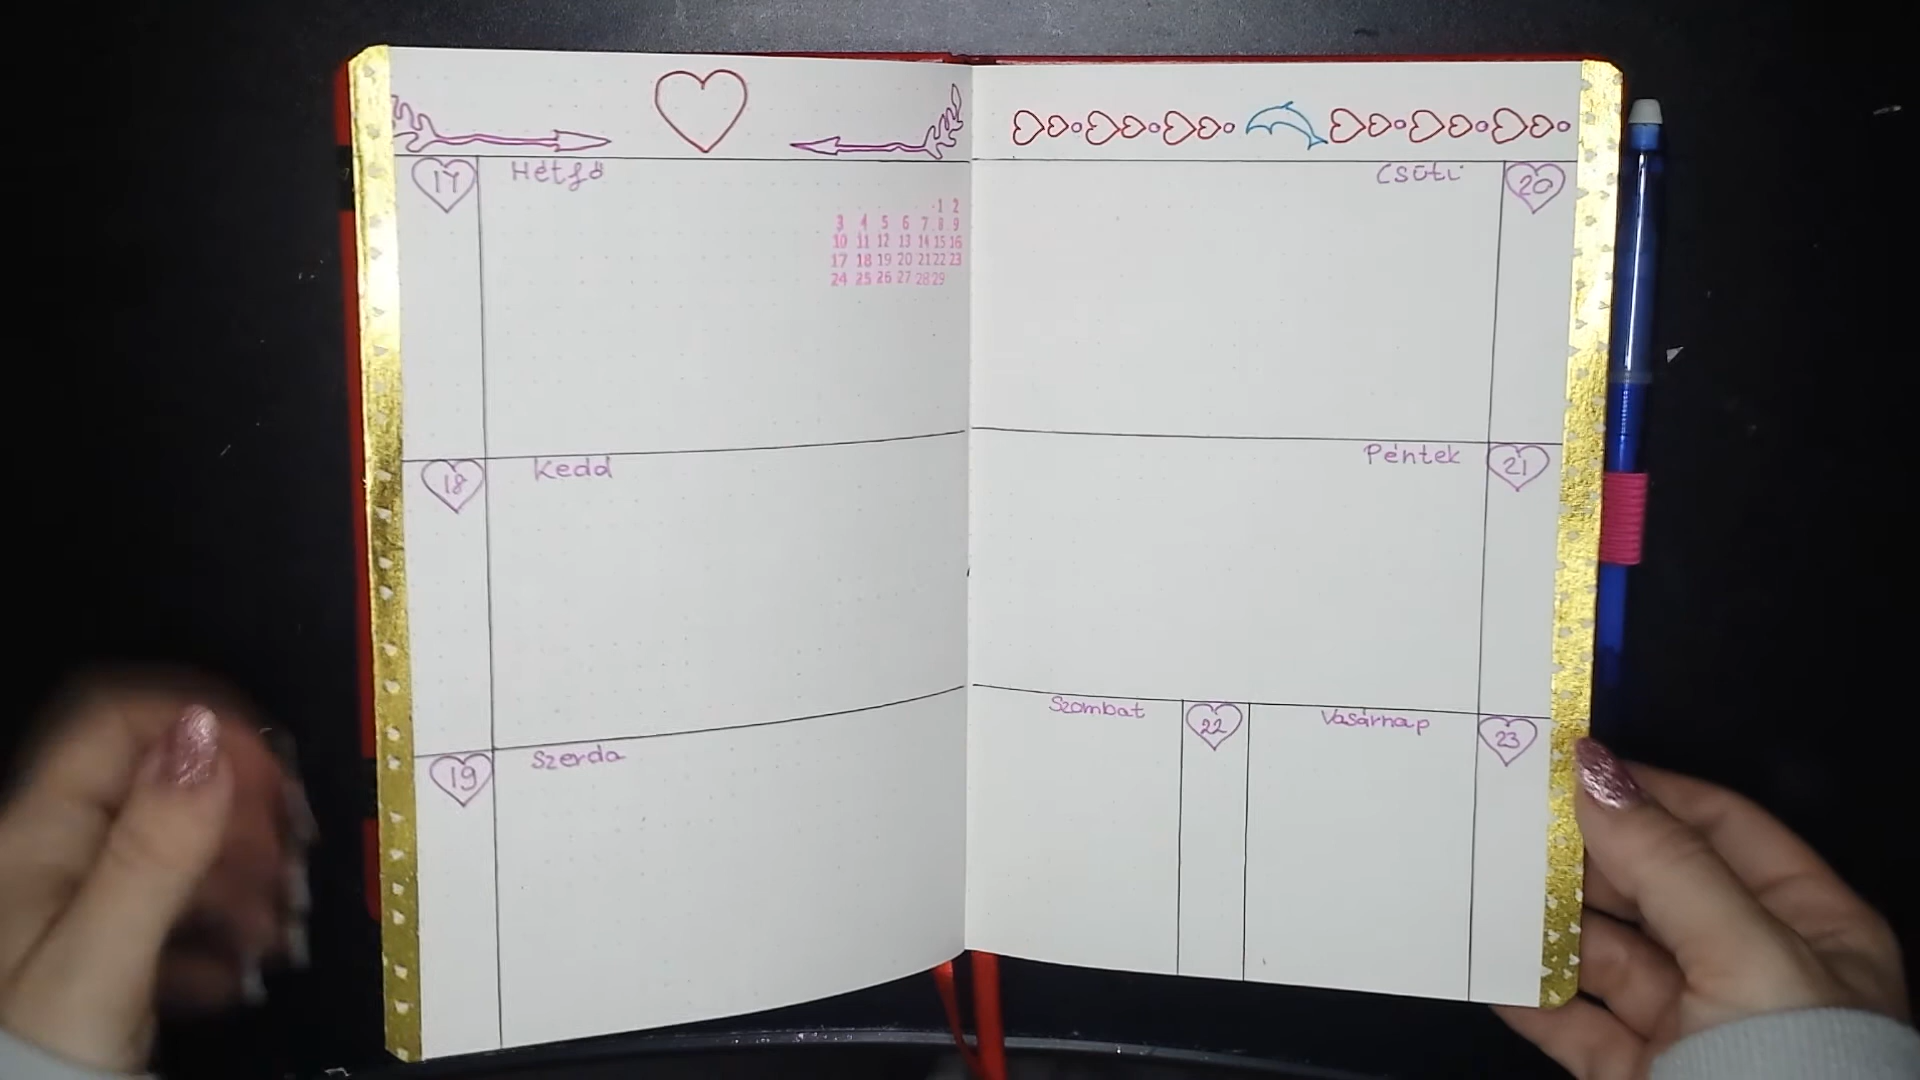 17 Hétfő
1 2
3 4 5 6 7 8 9
10 11 12 13 14 15 16
17 18 19 20 21 22 23
24 25 26 27 28 29
18 Kedd
19 Szerda
Csüti 20
Péntek 21
Szombat 22
Vasárnap 23